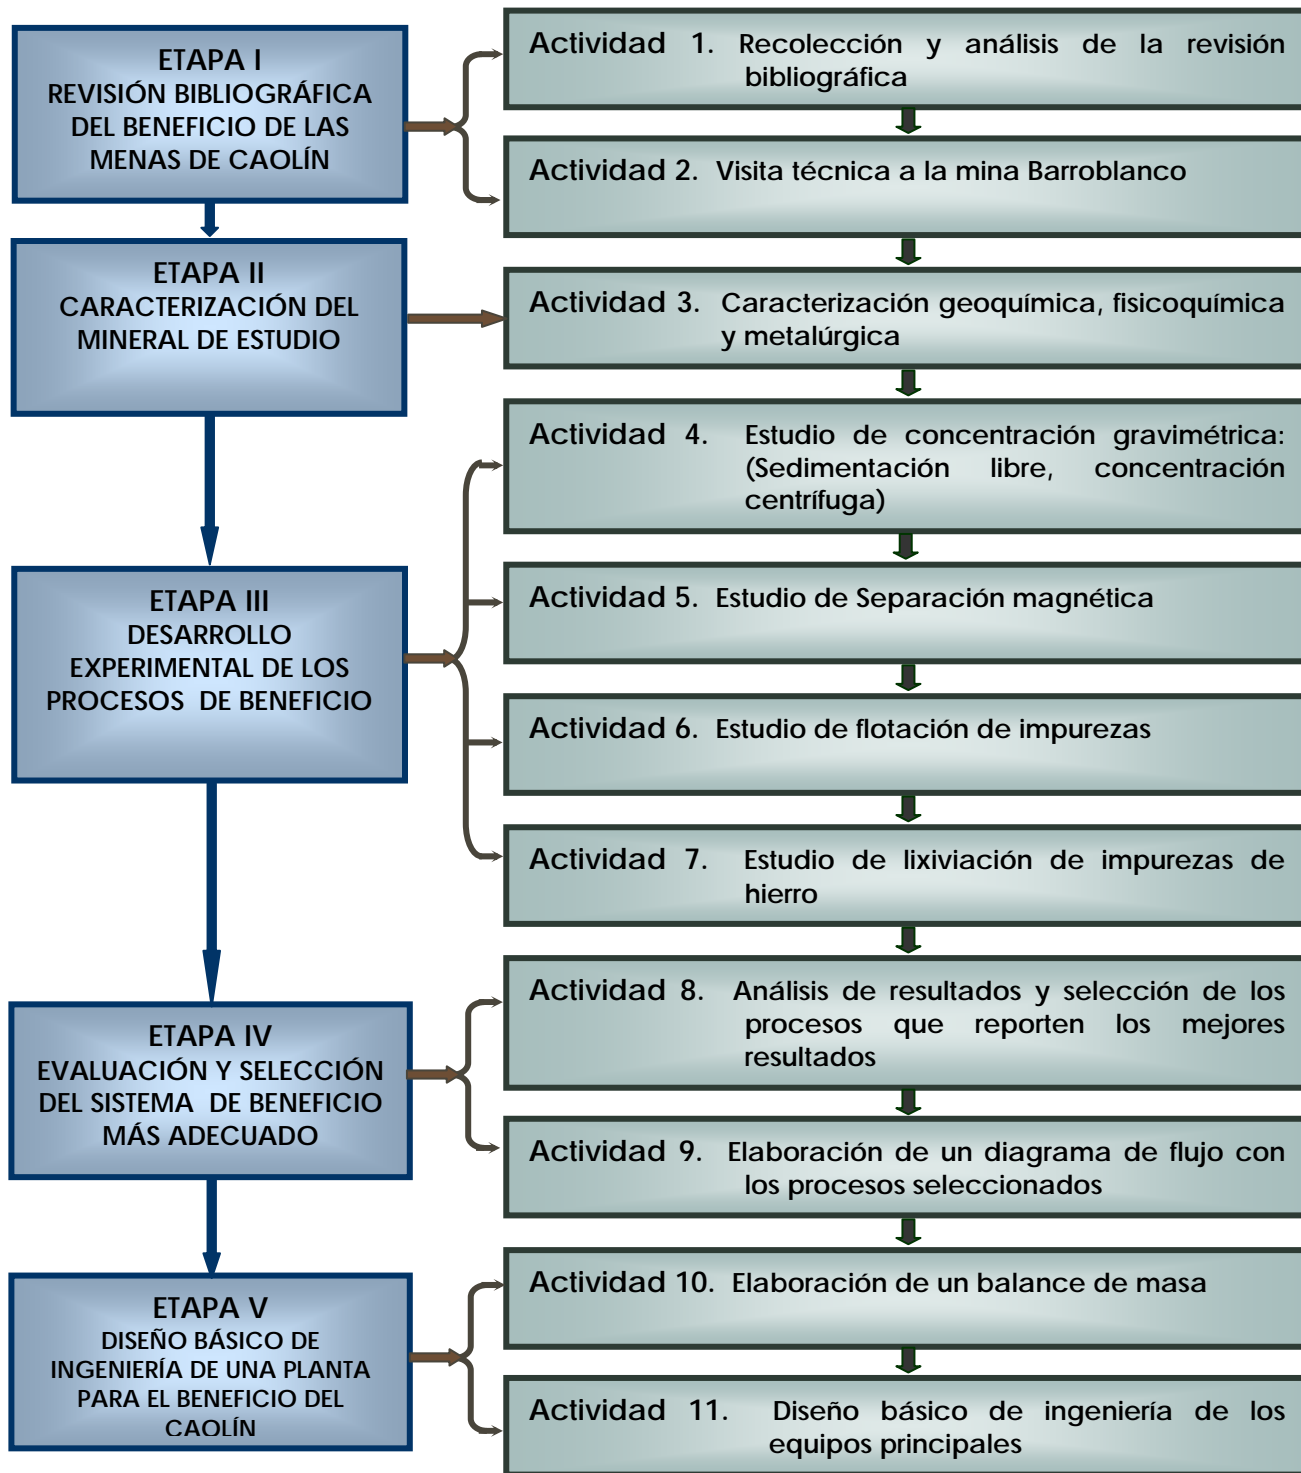 ETAPA I
REVISIÓN BIBLIOGRÁFICA
DEL BENEFICIO DE LAS
MENAS DE CAOLÍN
Actividad 1. Recolección y análisis de la revisión
bibliográfica
Actividad 2. Visita técnica a la mina Barroblanco
ETAPA II
CARACTERIZACIÓN DEL
MINERAL DE ESTUDIO
Actividad 3. Caracterización geoquímica, fisicoquímica
y metalúrgica
ETAPA III
DESARROLLO
EXPERIMENTAL DE LOS
PROCESOS DE BENEFICIO
Actividad 4. Estudio de concentración gravimétrica:
(Sedimentación libre, concentración
centrífuga)
Actividad 5. Estudio de Separación magnética
Actividad 6. Estudio de flotación de impurezas
Actividad 7. Estudio de lixiviación de impurezas de
hierro
ETAPA IV
EVALUACIÓN Y SELECCIÓN
DEL SISTEMA DE BENEFICIO
MÁS ADECUADO
Actividad 8. Análisis de resultados y selección de los
procesos que reporten los mejores
resultados
Actividad 9. Elaboración de un diagrama de flujo con
los procesos seleccionados
ETAPA V
DISEÑO BÁSICO DE
INGENIERÍA DE UNA PLANTA
PARA EL BENEFICIO DEL
CAOLÍN
Actividad 10. Elaboración de un balance de masa
Actividad 11. Diseño básico de ingeniería de los
equipos principales